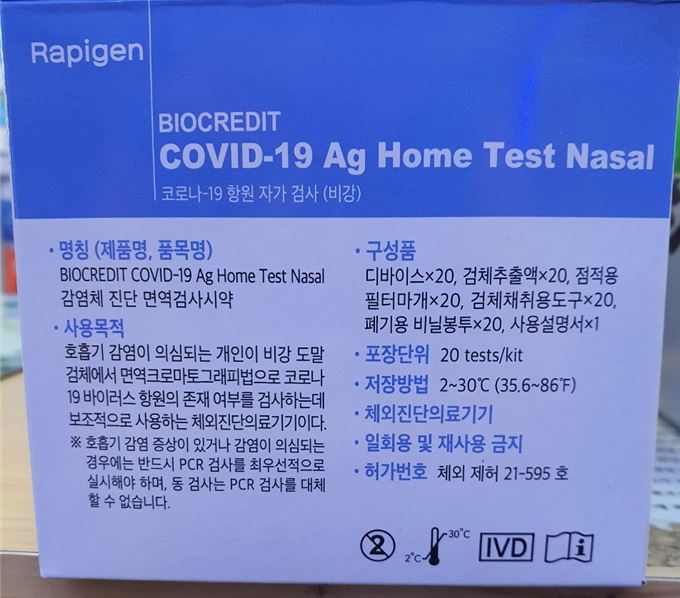 Rapigen
BIOCREDIT
COVID-19 Ag Home Test Nasal
코로나-19 항원 자가 검사 (비강)
· 명칭 (제품명, 품목명)
BIOCREDIT COVID-19 Ag Home Test Nasal
감염체 진단 면역검사시약
· 사용목적
호흡기 감염이 의심되는 개인이 비강 도말
검체에서 면역크로마토그래피법으로 코로나
19 바이러스 항원의 존재 여부를 검사하는데
보조적으로 사용하는 체외진단의료기기이다.
※ 호흡기 감염 증상이 있거나 감염이 의심되는
경우에는 반드시 PCR 검사를 최우선적으로
실시해야 하며, 동 검사는 PCR 검사를 대체
할 수 없습니다.
· 구성품
디바이스×20, 검체추출액×20, 점적용
필터마개×20, 검체채취용도구×20,
폐기용 비닐봉투×20, 사용설명서×1
· 포장단위 20 tests/kit
· 저장방법 2~30℃ (35.6~86℉)
· 체외진단의료기기
· 일회용 및 재사용 금지
· 허가번호 체외 제허 21-595 호
2
2℃
30℃
IVD
i